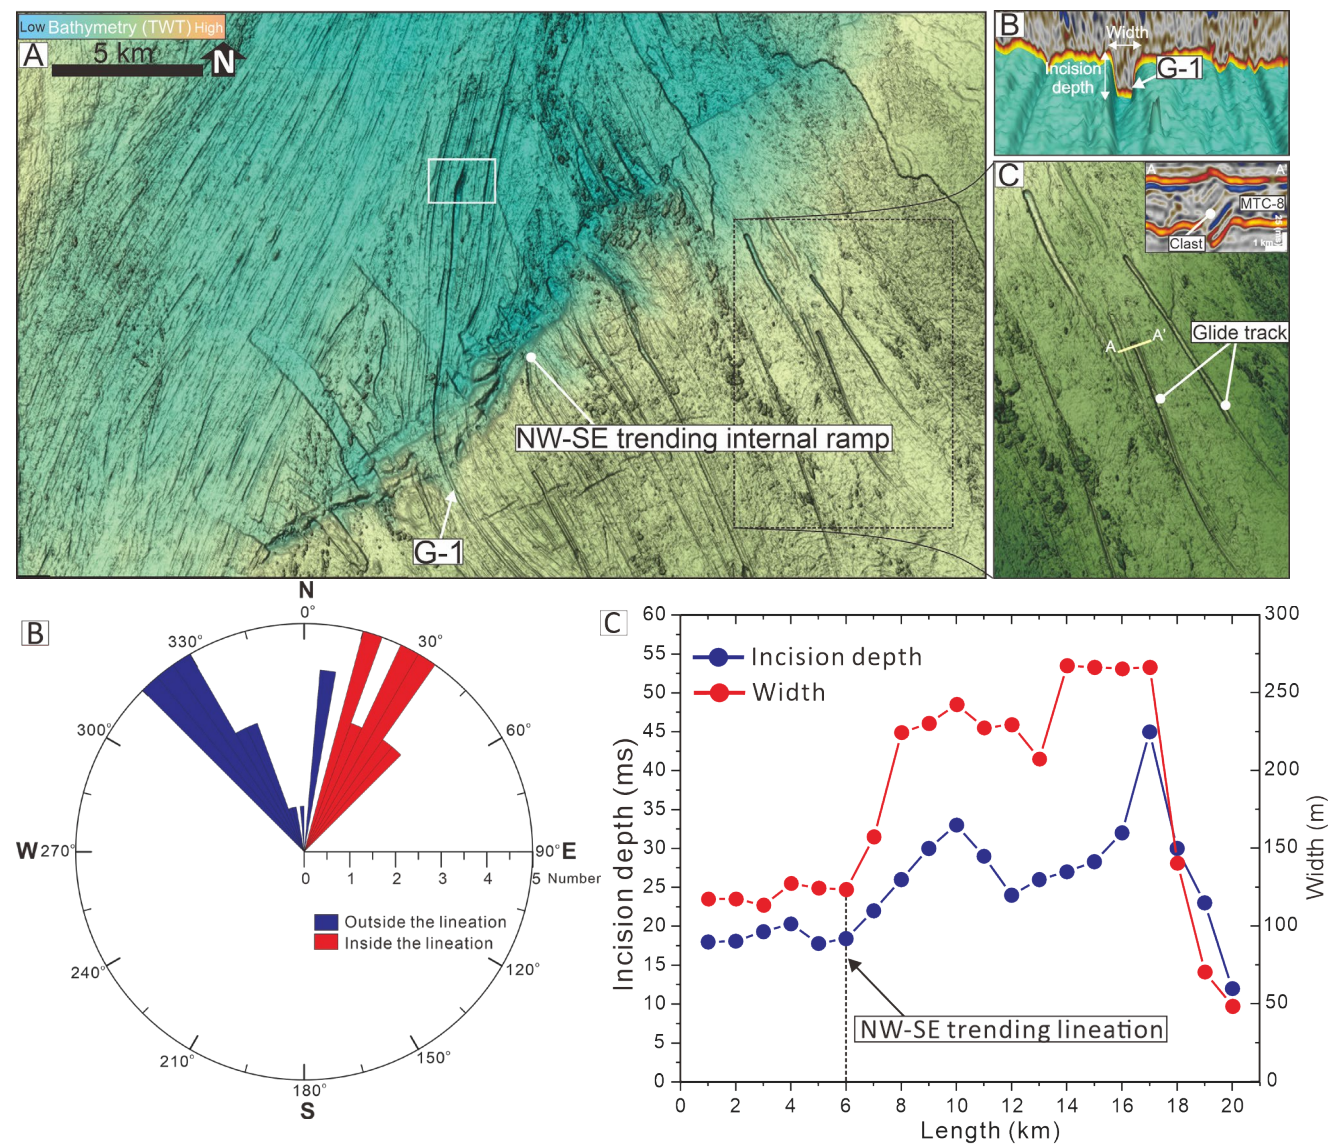 Low Bathymetry (TWT) High
A
5 km
N
NW-SE trending internal ramp
G-1
B
Width
Incision
depth
G-1
C
A
A'
MTC-8
Clast
1 km
Glide track
A
A'
B
N
0°
30°
60°
90° E
120°
150°
180°
S
210°
240°
W 270°
300°
330°
0 1 2 3 4 5 Number
Outside the lineation
Inside the lineation
C
Incision depth
Width
Incision depth (ms)
60
55
50
45
40
35
30
25
20
15
10
5
0
300
250
200
150
100
50
0
Width (m)
NW-SE trending lineation
0 2 4 6 8 10 12 14 16 18 20
Length (km)